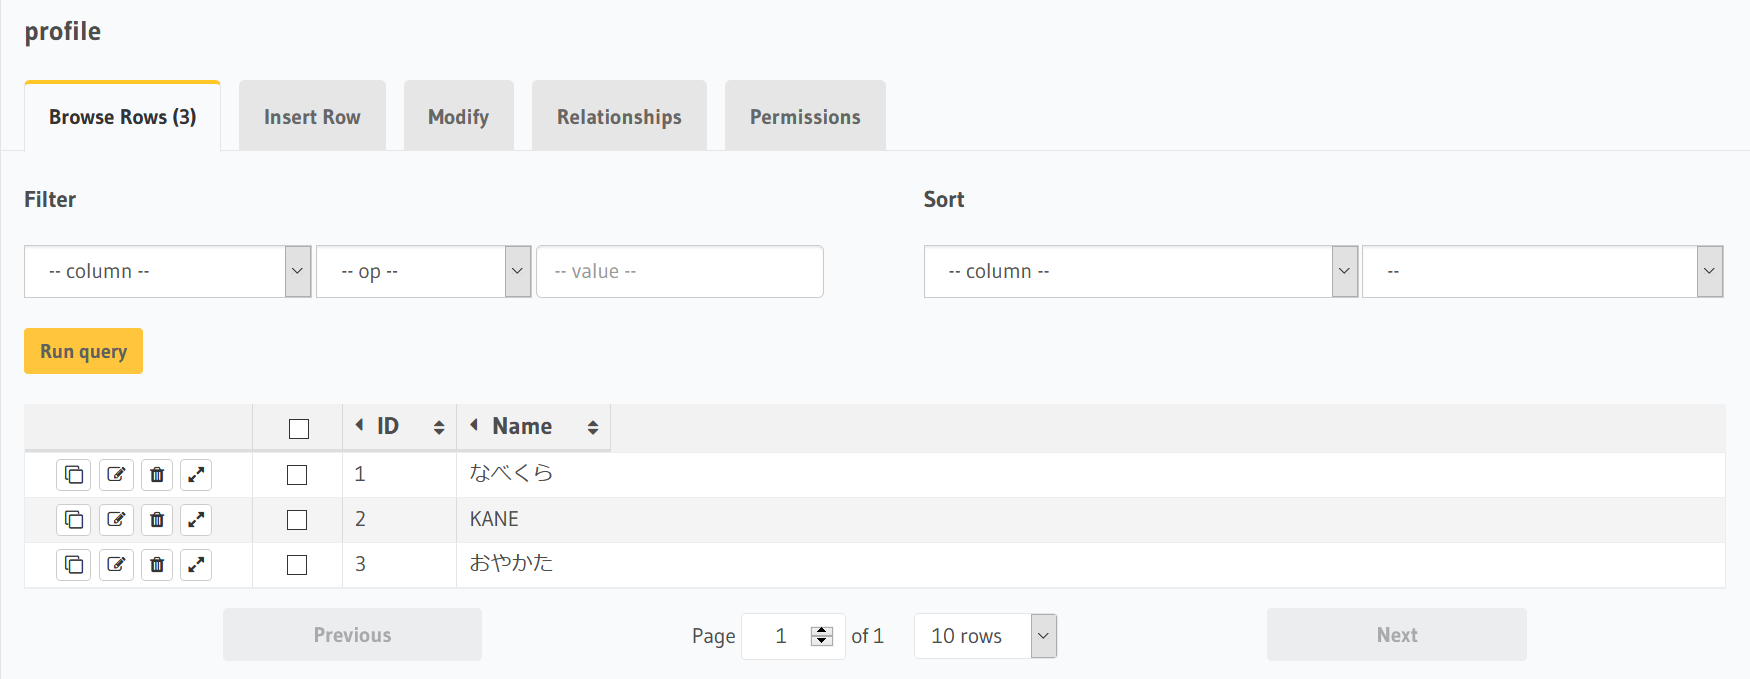 profile
Browse Rows (3) Insert Row Modify Relationships Permissions
Filter Sort
-- column -- -- op -- -- value -- -- column -- --
Run query
ID Name
1 なべくら
2 KANE
3 おやかた
Previous Page 1 of 1 10 rows Next